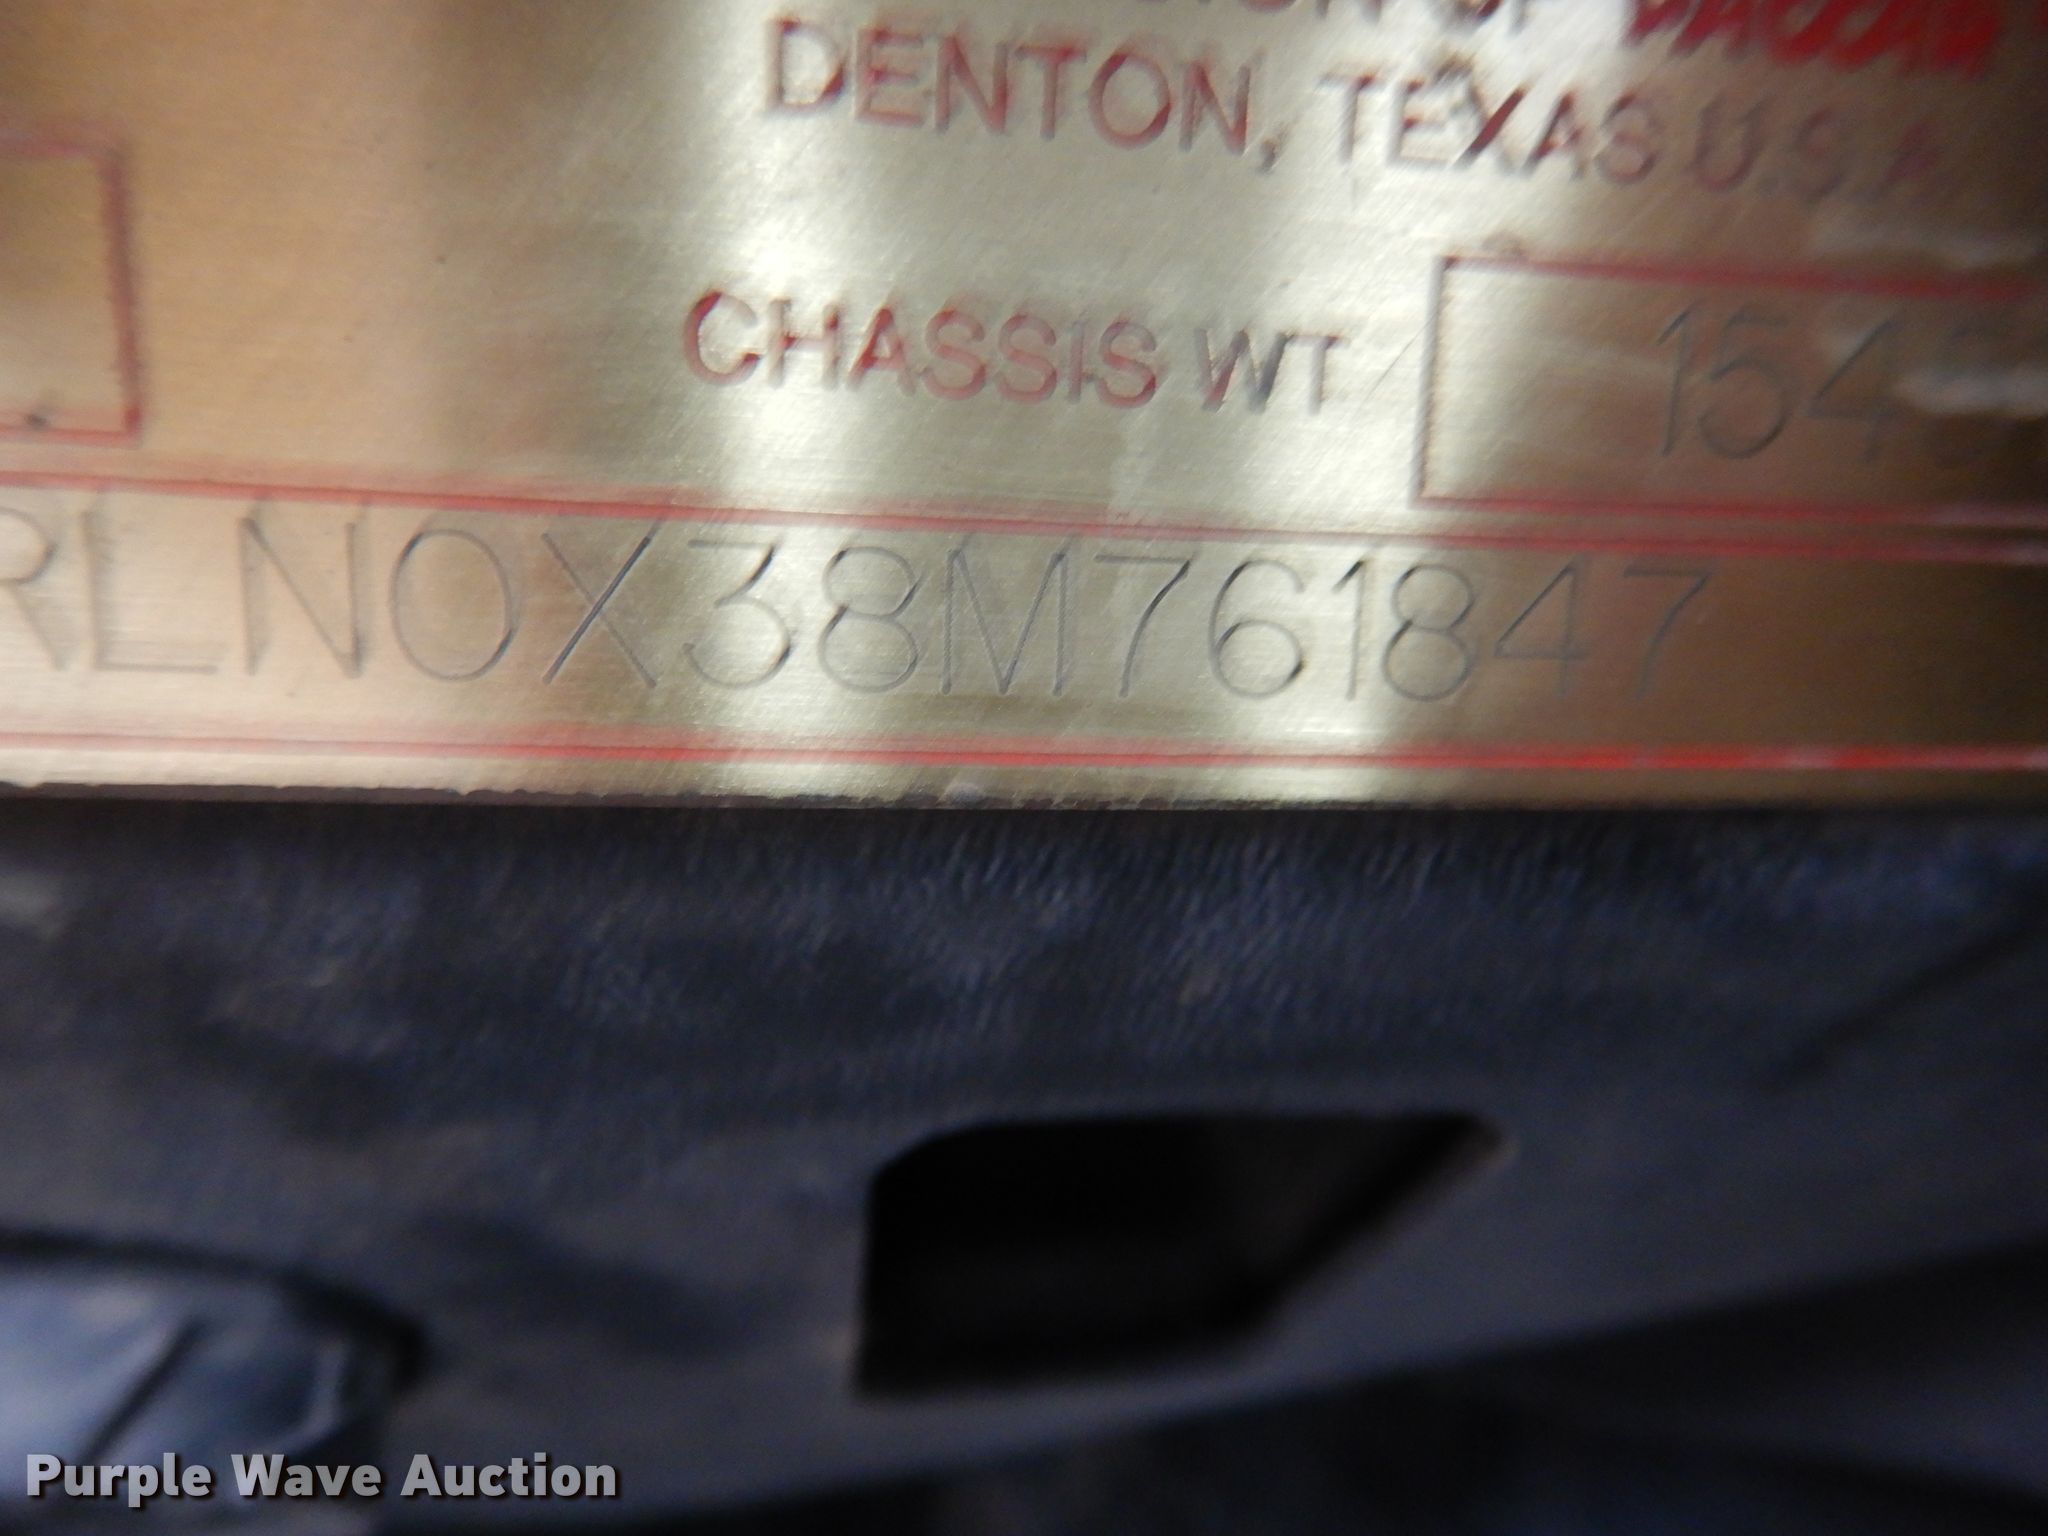 DENTON, TEXAS U.S.A.
CHASSIS WT
RLNOX38M761847
Purple Wave Auction